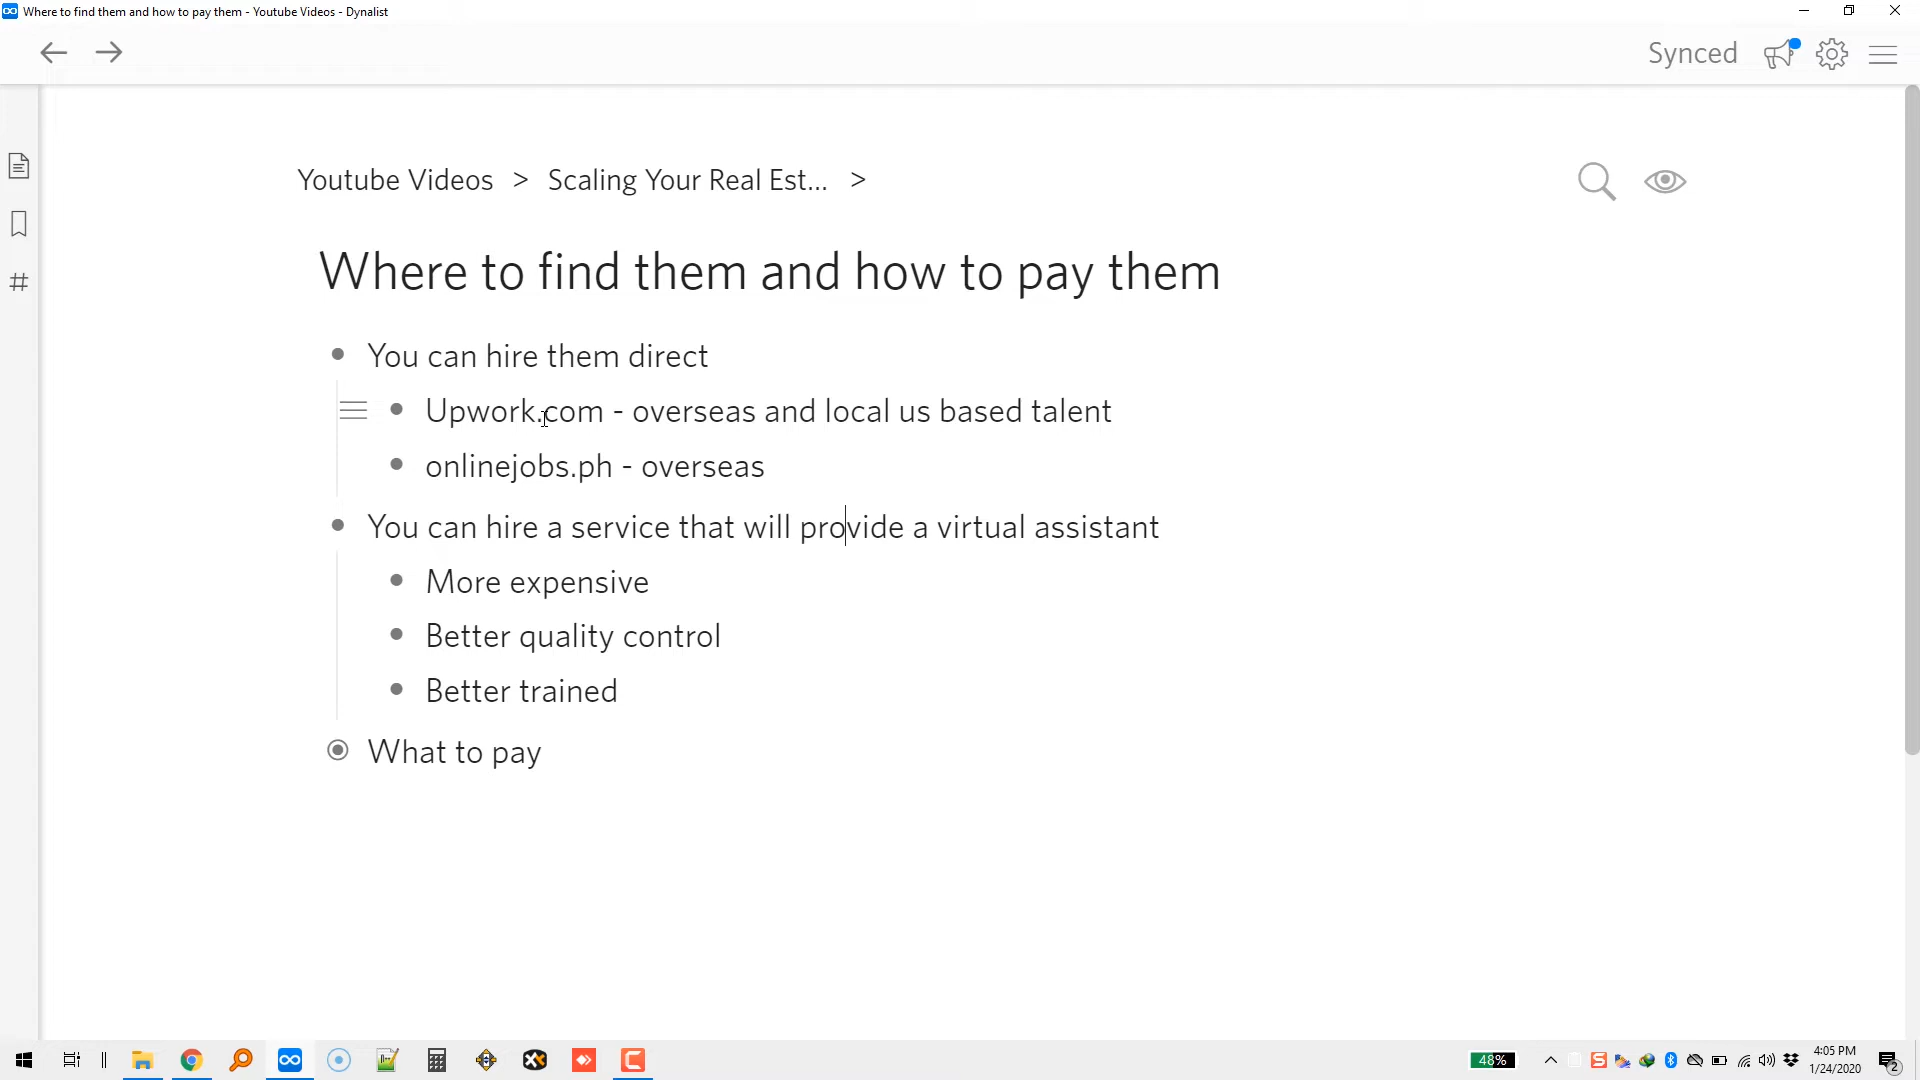 Where to find them and how to pay them - Youtube Videos - Dynalist
Synced
Youtube Videos > Scaling Your Real Est... >
Where to find them and how to pay them
You can hire them direct
Upwork.com - overseas and local us based talent
onlinejobs.ph - overseas
You can hire a service that will provide a virtual assistant
More expensive
Better quality control
Better trained
What to pay
48%
4:05 PM
1/24/2020
2